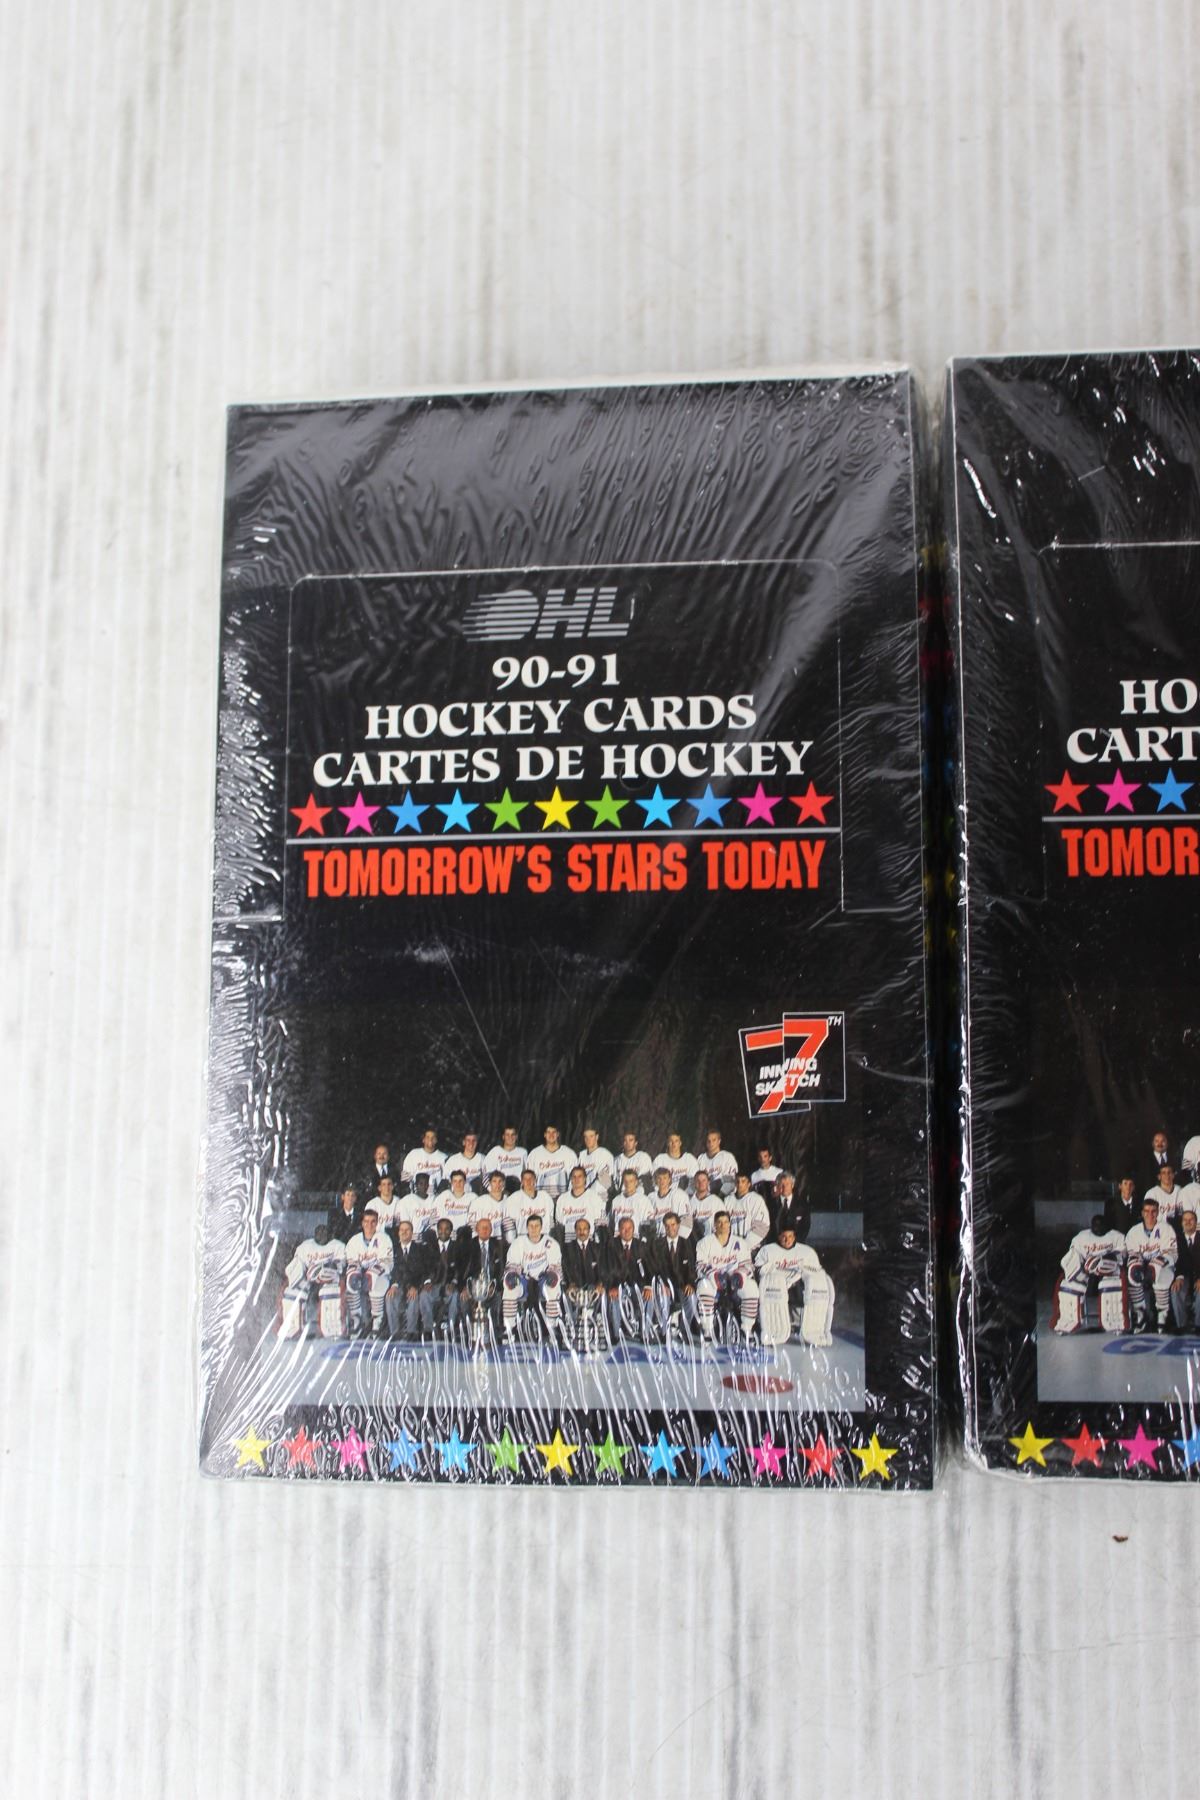 OHL
90-91
HOCKEY CARDS
CARTES DE HOCKEY
TOMORROW'S STARS TODAY
7TH
INNING
SKETCH
HO
CART
TOMOR